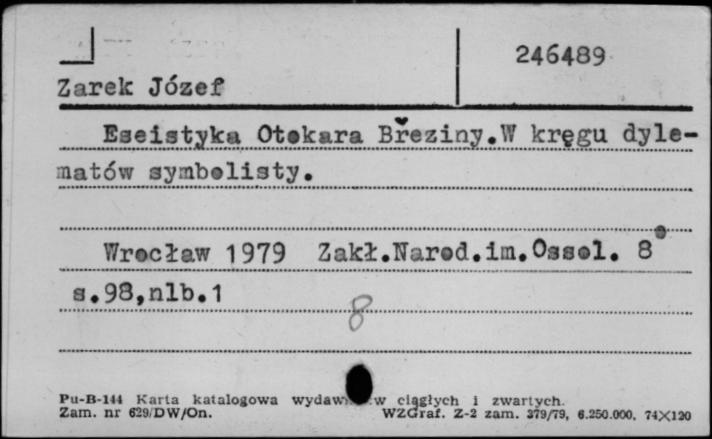 246489
Zarek Józef
Eseistyka Otokara Březiny.W kręgu dyle-
matów symbolisty.
Wrocław 1979 Zakł.Narod.im.Ossol. 8°
s.98,nlb.1
8
Pu-B-144 Karta katalogowa wydaw w ciągłych i zwartych.
Zam. nr 629/DW/On. WZGraf. Z-2 zam. 379/79, 6.250.000, 74X120